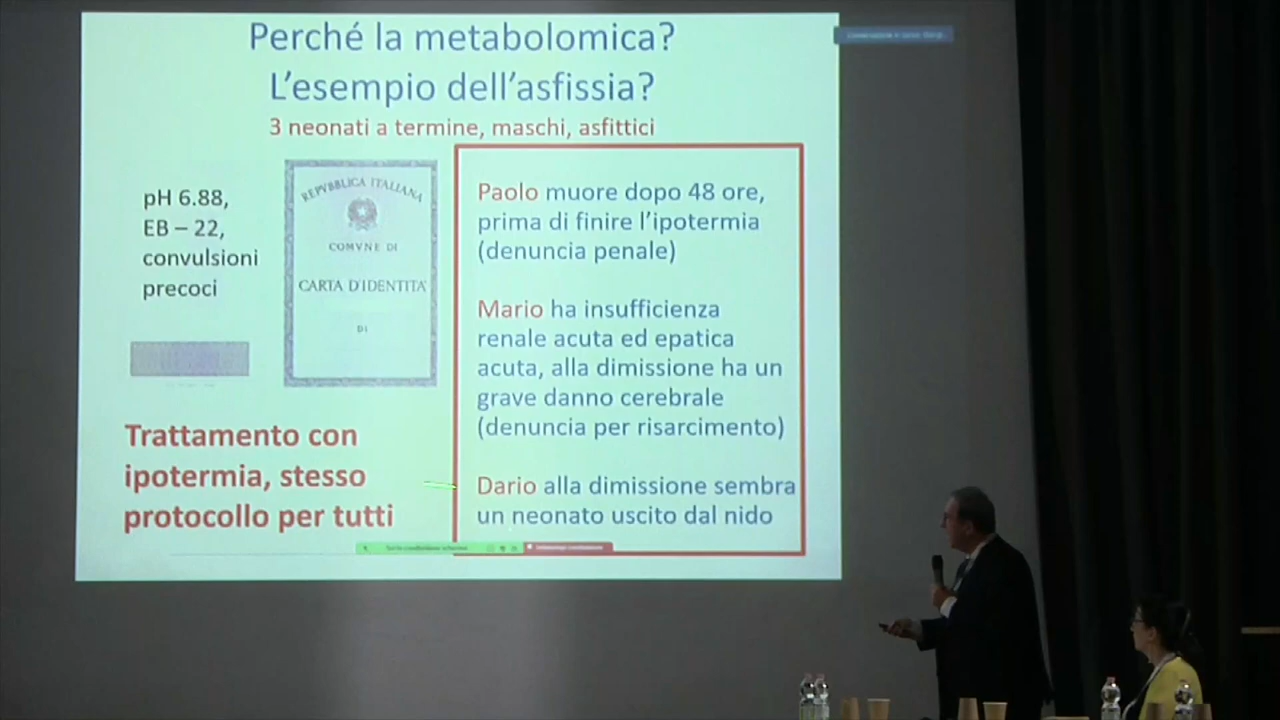 Perché la metabolomica?
L'esempio dell'asfissia?
3 neonati a termine, maschi, asfittici
pH 6.88,
EB – 22,
convulsioni
precoci
REPVBBLICA ITALIANA
COMVNE DI
CARTA D'IDENTITA'
DI
Trattamento con
ipotermia, stesso
protocollo per tutti
Paolo muore dopo 48 ore,
prima di finire l'ipotermia
(denuncia penale)
Mario ha insufficienza
renale acuta ed epatica
acuta, alla dimissione ha un
grave danno cerebrale
(denuncia per risarcimento)
Dario alla dimissione sembra
un neonato uscito dal nido